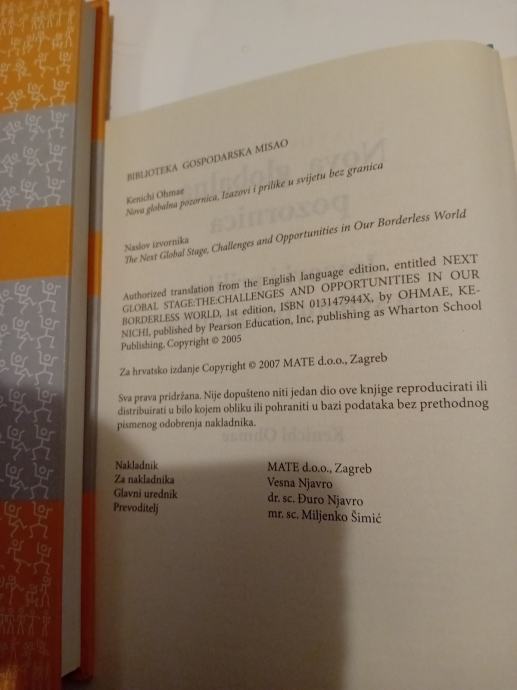 BIBLIOTEKA GOSPODARSKA MISAO
Kenichi Ohmae
Nova globalna pozornica, Izazovi i prilike u svijetu bez granica
Naslov izvornika
The Next Global Stage, Challenges and Opportunities in Our Borderless World
Authorized translation from the English language edition, entitled NEXT
GLOBAL STAGE:THE:CHALLENGES AND OPPORTUNITIES IN OUR
BORDERLESS WORLD, 1st edition, ISBN 013147944X, by OHMAE, KE-
NICHI, published by Pearson Education, Inc, publishing as Wharton School
Publishing, Copyright © 2005
Za hrvatsko izdanje Copyright © 2007 MATE d.o.o., Zagreb
Sva prava pridržana. Nije dopušteno niti jedan dio ove knjige reproducirati ili
distribuirati u bilo kojem obliku ili pohraniti u bazi podataka bez prethodnog
pismenog odobrenja nakladnika.
Nakladnik MATE d.o.o., Zagreb
Za nakladnika Vesna Njavro
Glavni urednik dr. sc. Đuro Njavro
Prevoditelj mr. sc. Miljenko Šimić